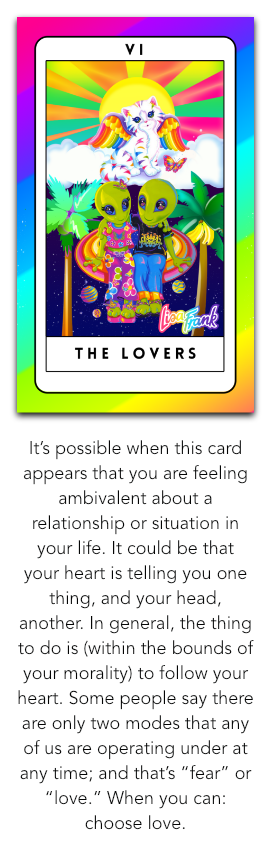 VI
Lisa Frank
THE LOVERS
It’s possible when this card
appears that you are feeling
ambivalent about a
relationship or situation in
your life. It could be that
your heart is telling you one
thing, and your head,
another. In general, the thing
to do is (within the bounds of
your morality) to follow your
heart. Some people say there
are only two modes that any
of us are operating under at
any time; and that’s “fear” or
“love.” When you can:
choose love.